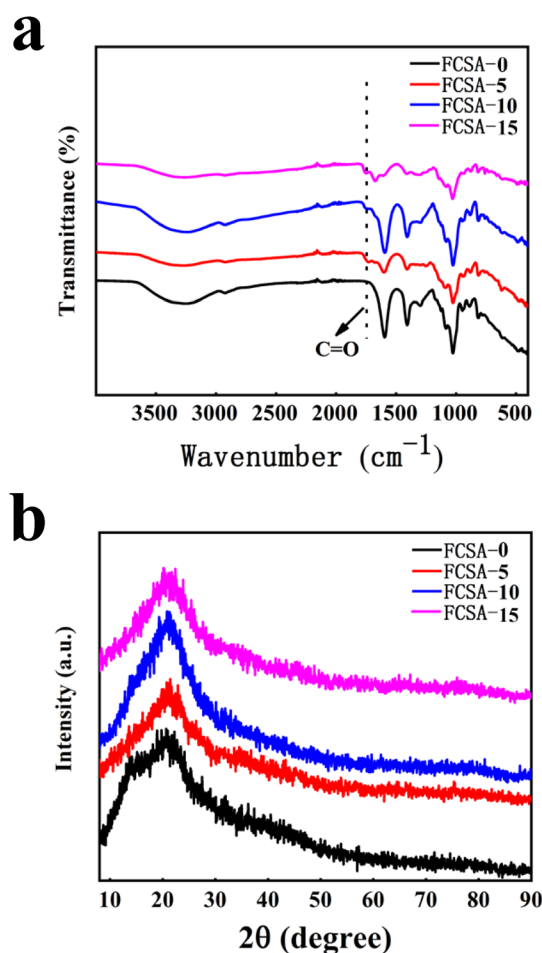 a
FCSA-0
FCSA-5
FCSA-10
FCSA-15
Transmittance (%)
C=O
3500 3000 2500 2000 1500 1000 500
Wavenumber (cm⁻¹)
b
FCSA-0
FCSA-5
FCSA-10
FCSA-15
Intensity (a.u.)
10 20 30 40 50 60 70 80 90
2θ (degree)